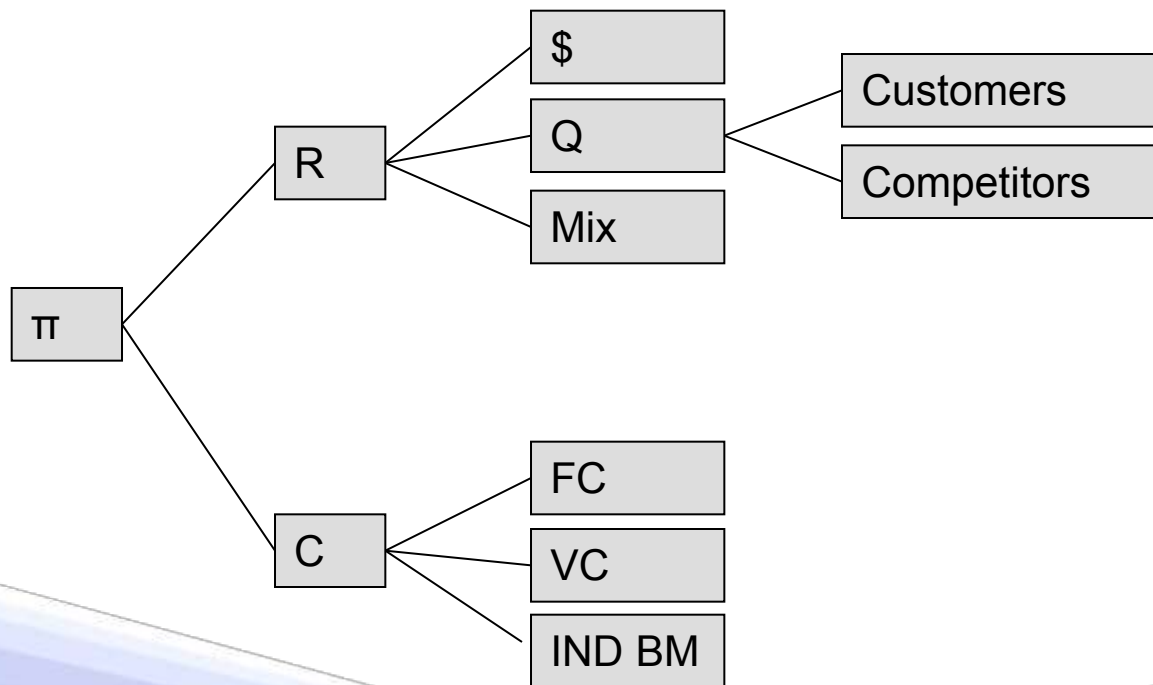 $
Customers
Q
R
Competitors
Mix
π
FC
C
VC
IND BM